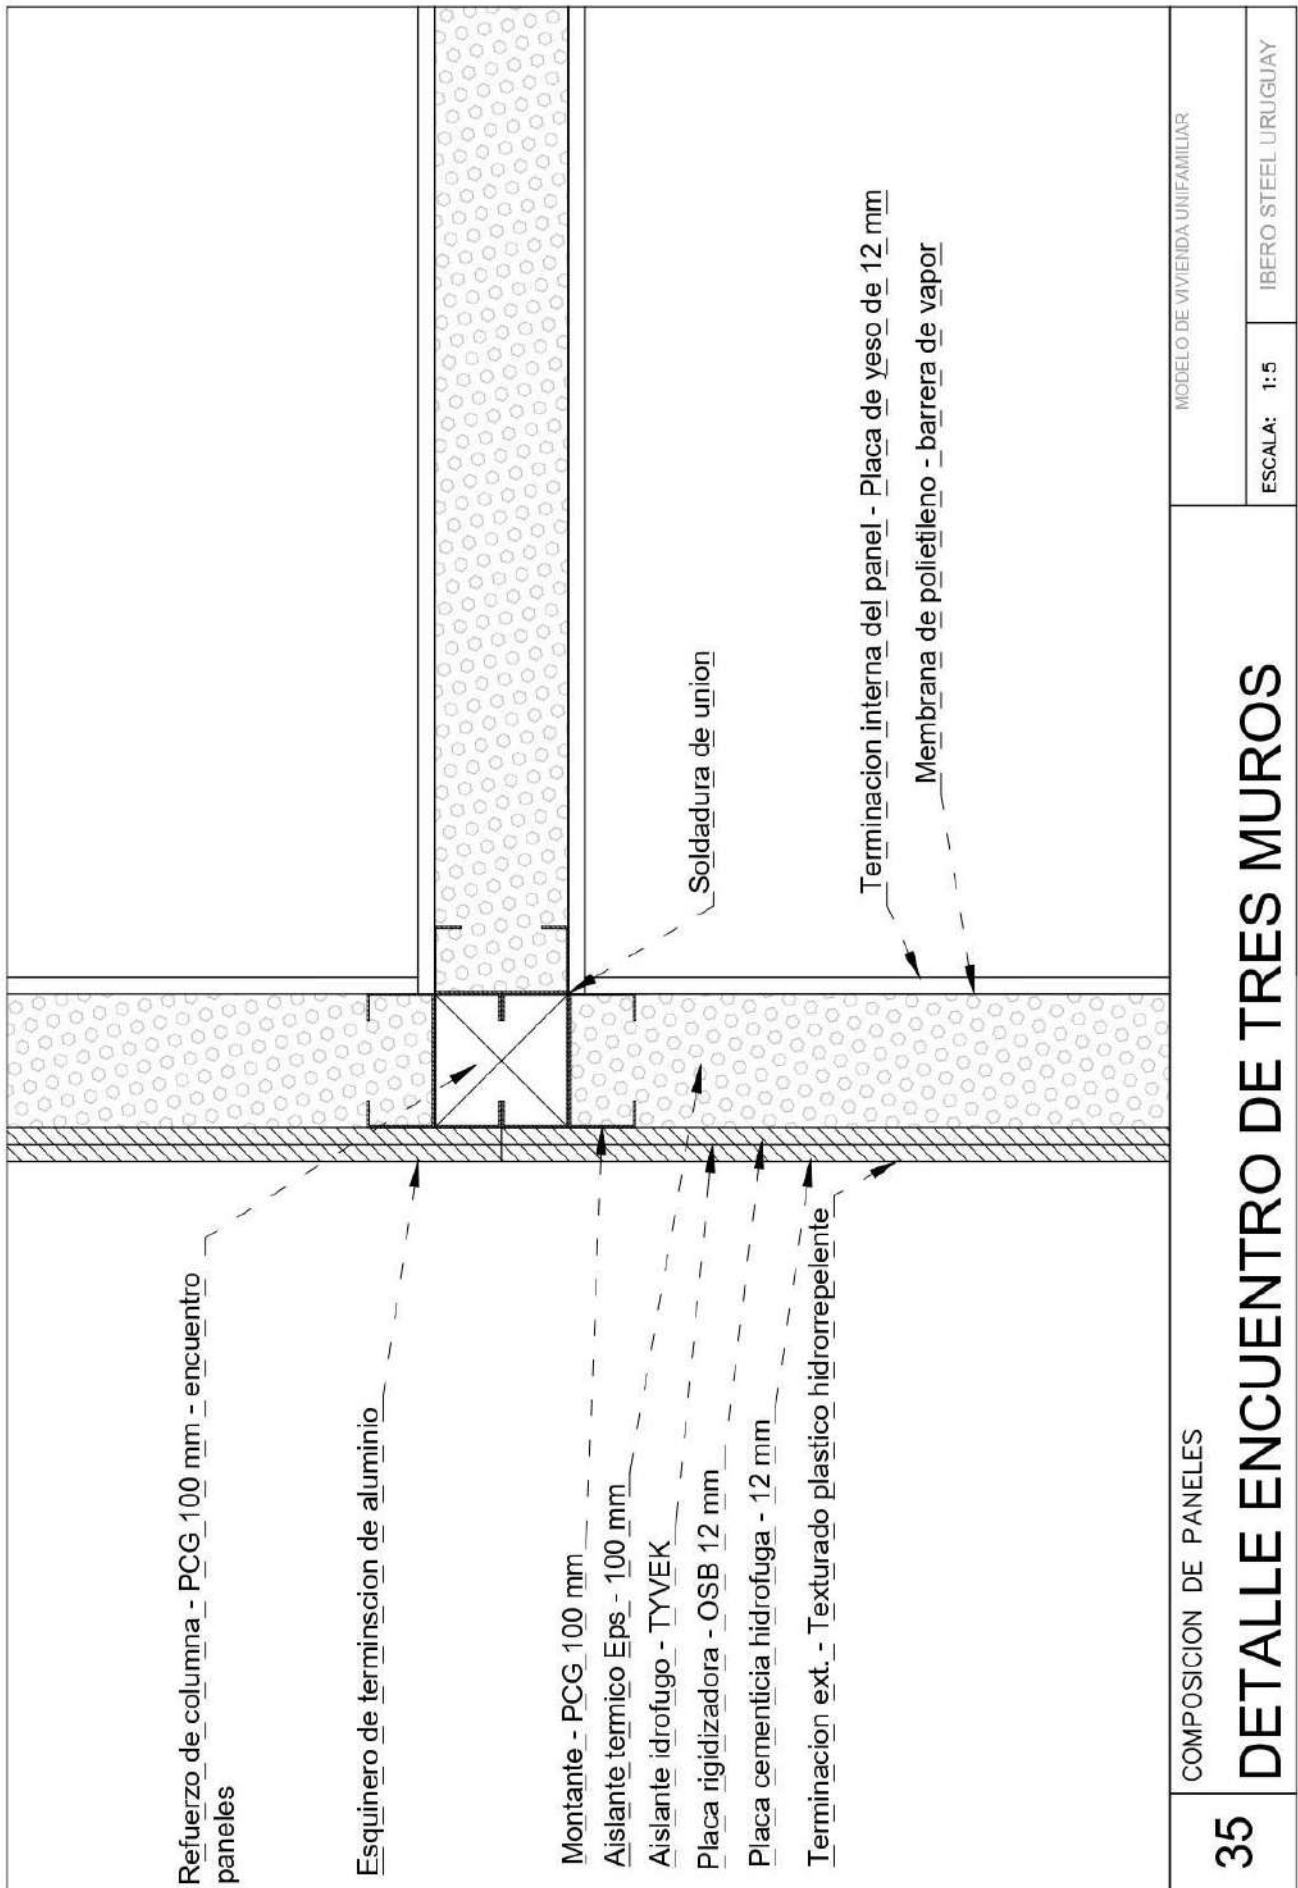 Refuerzo de columna - PCG 100 mm - encuentro
paneles
Esquinero de terminscion de aluminio
Montante - PCG 100 mm
Aislante termico Eps - 100 mm
Aislante idrofugo - TYVEK
Placa rigidizadora - OSB 12 mm
Placa cementicia hidrofuga - 12 mm
Terminacion ext. - Texturado plastico hidrorrepelente
Soldadura de union
Terminacion interna del panel - Placa de yeso de 12 mm
Membrana de polietileno - barrera de vapor
35
COMPOSICION DE PANELES
DETALLE ENCUENTRO DE TRES MUROS
MODELO DE VIVIENDA UNIFAMILIAR
ESCALA: 1:5
IBERO STEEL URUGUAY